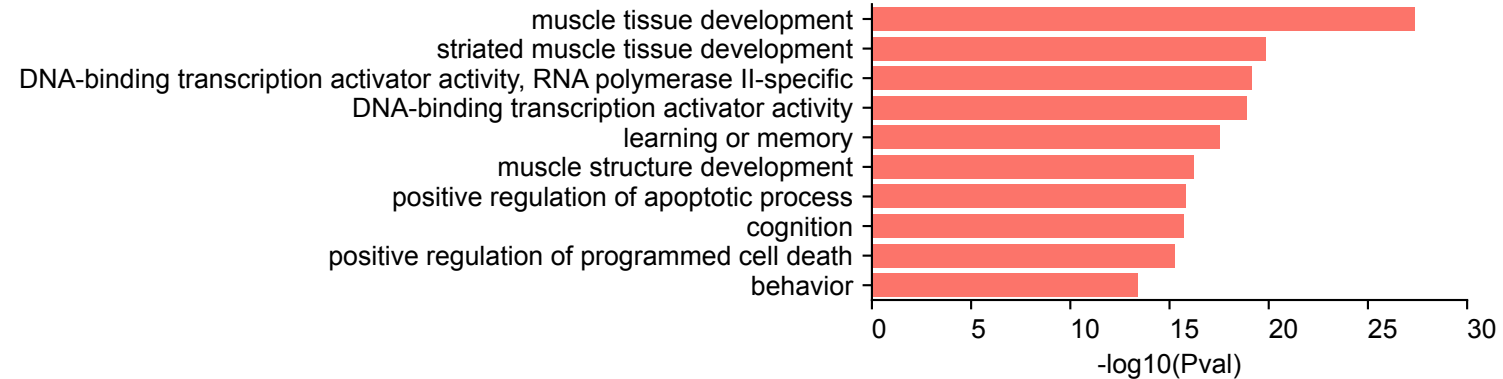 muscle tissue development
striated muscle tissue development
DNA-binding transcription activator activity, RNA polymerase II-specific
DNA-binding transcription activator activity
learning or memory
muscle structure development
positive regulation of apoptotic process
cognition
positive regulation of programmed cell death
behavior
0 5 10 15 20 25 30
-log10(Pval)